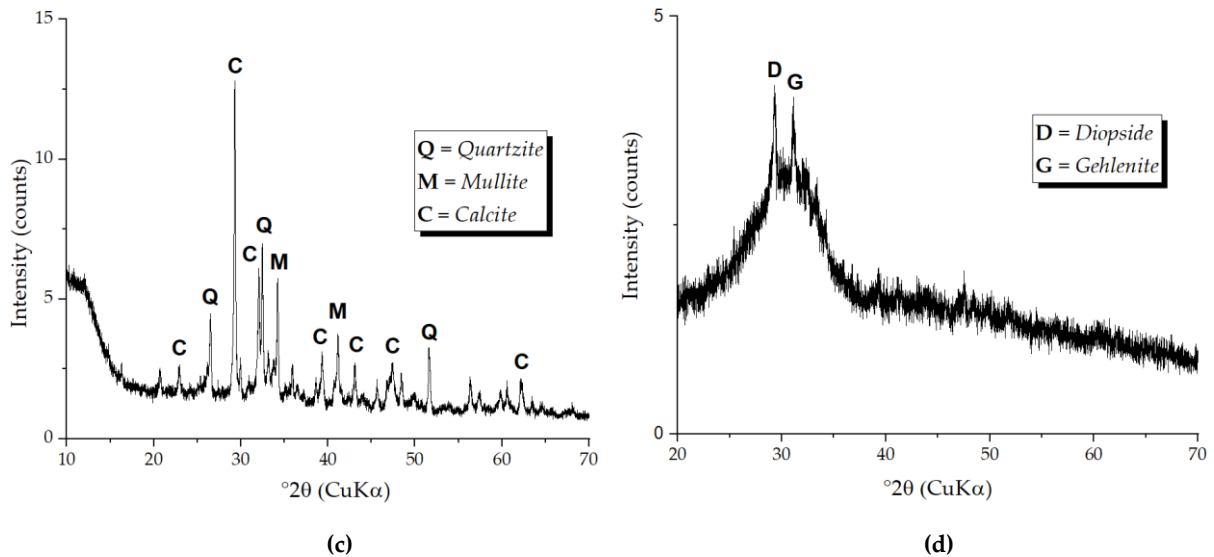 15
10
5
0
Intensity (counts)
C
Q
C
Q
M
C
C
M
C
C
Q
C
Q = Quartzite
M = Mullite
C = Calcite
10 20 30 40 50 60 70
°2θ (CuKα)
(c)
5
0
Intensity (counts)
D G
D = Diopside
G = Gehlenite
20 30 40 50 60 70
°2θ (CuKα)
(d)